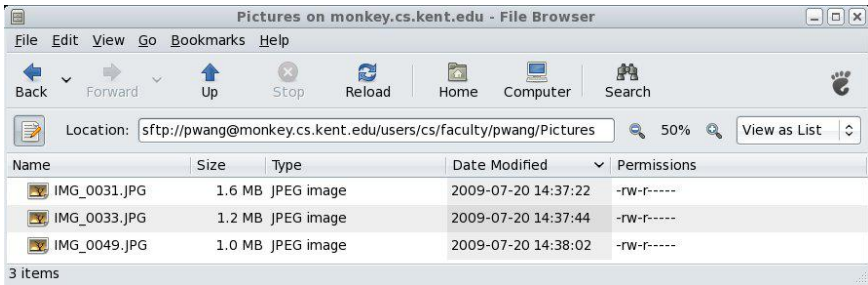 Pictures on monkey.cs.kent.edu - File Browser
File Edit View Go Bookmarks Help
Back Forward Up Stop Reload Home Computer Search
Location: sftp://pwang@monkey.cs.kent.edu/users/cs/faculty/pwang/Pictures 50% View as List
Name Size Type Date Modified Permissions
IMG_0031.JPG 1.6 MB JPEG image 2009-07-20 14:37:22 -rw-r-----
IMG_0033.JPG 1.2 MB JPEG image 2009-07-20 14:37:44 -rw-r-----
IMG_0049.JPG 1.0 MB JPEG image 2009-07-20 14:38:02 -rw-r-----
3 items